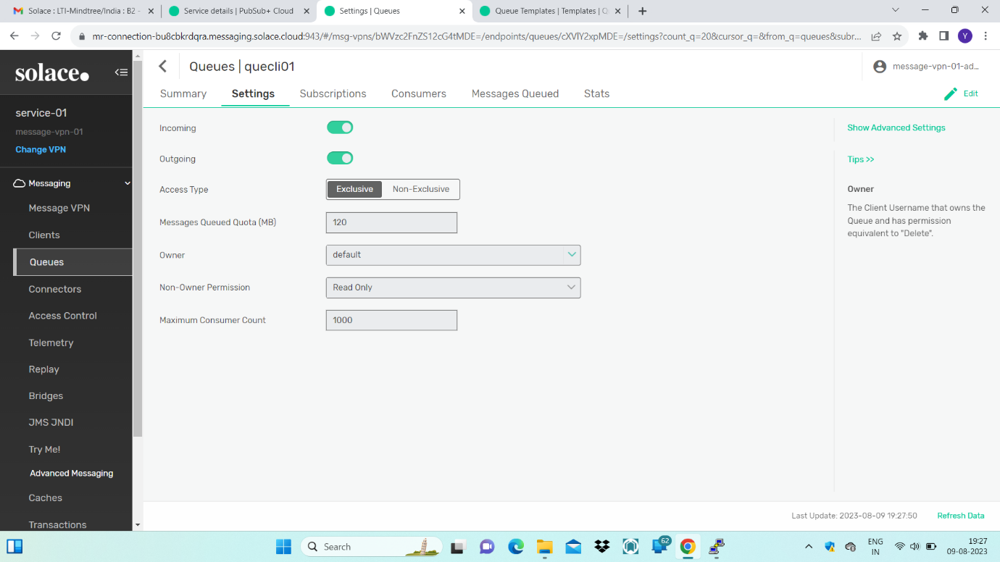 Solace : LTI-Mindtree/India : B2 -
Service details | PubSub+ Cloud
Settings | Queues
Queue Templates | Templates | Q
mr-connection-bu8cbkrdqra.messaging.solace.cloud:943/#/msg-vpns/bWVzc2FnZS12cG4tMDE=/endpoints/queues/cXVlY2xpMDE=/settings?count_q=20&cursor_q=&from_q=queues&subr...
Y
solace.
Queues | quecli01
message-vpn-01-ad...
Summary
Settings
Subscriptions
Consumers
Messages Queued
Stats
Edit
service-01
message-vpn-01
Change VPN
Messaging
Message VPN
Clients
Queues
Connectors
Access Control
Telemetry
Replay
Bridges
JMS JNDI
Try Me!
Advanced Messaging
Caches
Transactions
Incoming
Outgoing
Access Type
Exclusive
Non-Exclusive
Messages Queued Quota (MB)
120
Owner
default
Non-Owner Permission
Read Only
Maximum Consumer Count
1000
Show Advanced Settings
Tips >>
Owner
The Client Username that owns the
Queue and has permission
equivalent to "Delete".
Last Update: 2023-08-09 19:27:50
Refresh Data
Search
62
ENG
IN
19:27
09-08-2023